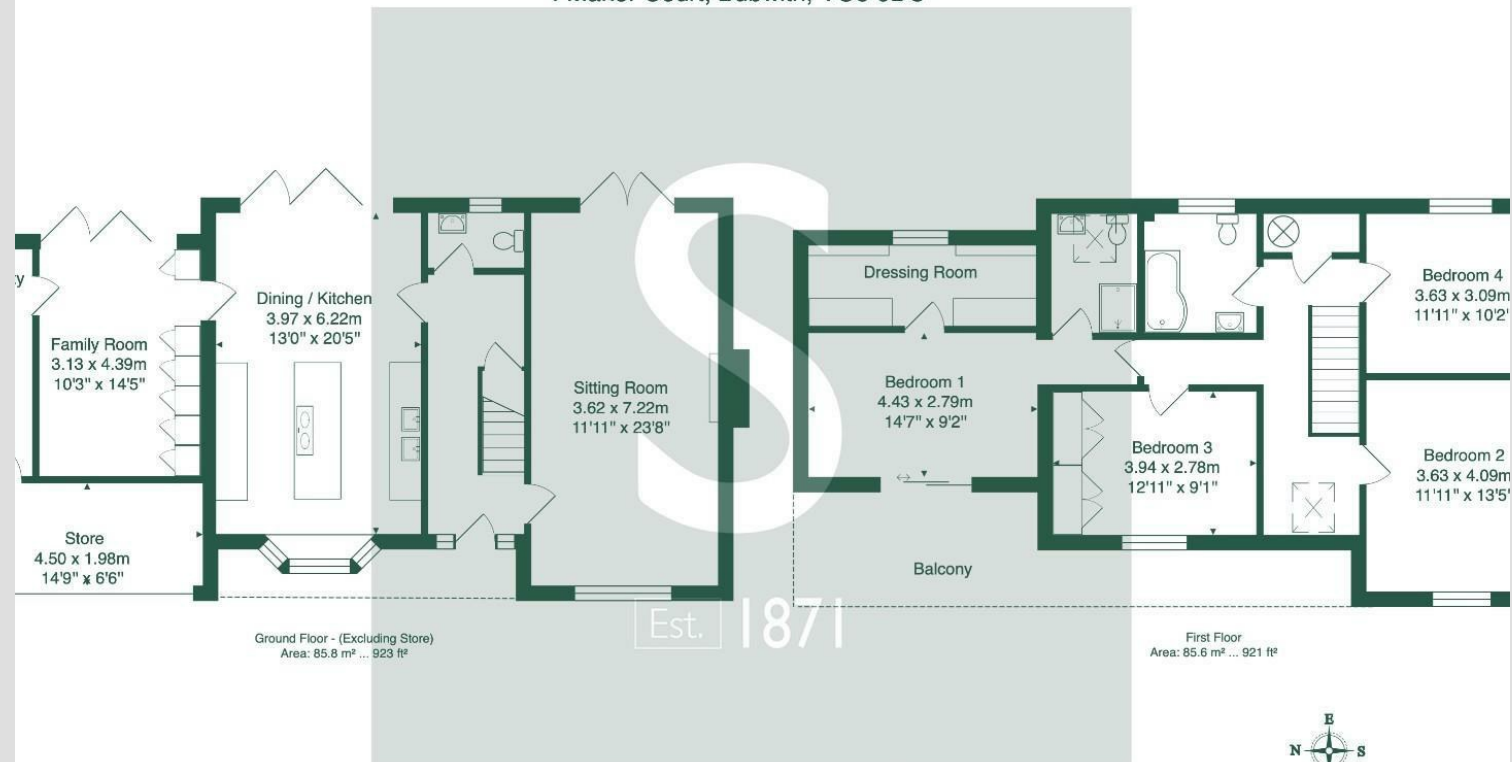 Dining / Kitchen
3.97 x 6.22m
13'0" x 20'5"
Family Room
3.13 x 4.39m
10'3" x 14'5"
Sitting Room
3.62 x 7.22m
11'11" x 23'8"
Store
4.50 x 1.98m
14'9" x 6'6"
Ground Floor - (Excluding Store)
Area: 85.8 m² ... 923 ft²
Dressing Room
Bedroom 1
4.43 x 2.79m
14'7" x 9'2"
Bedroom 3
3.94 x 2.78m
12'11" x 9'1"
Bedroom 4
3.63 x 3.09m
11'11" x 10'2"
Bedroom 2
3.63 x 4.09m
11'11" x 13'5"
Balcony
First Floor
Area: 85.6 m² ... 921 ft²
S
Est. 1871
E
N S